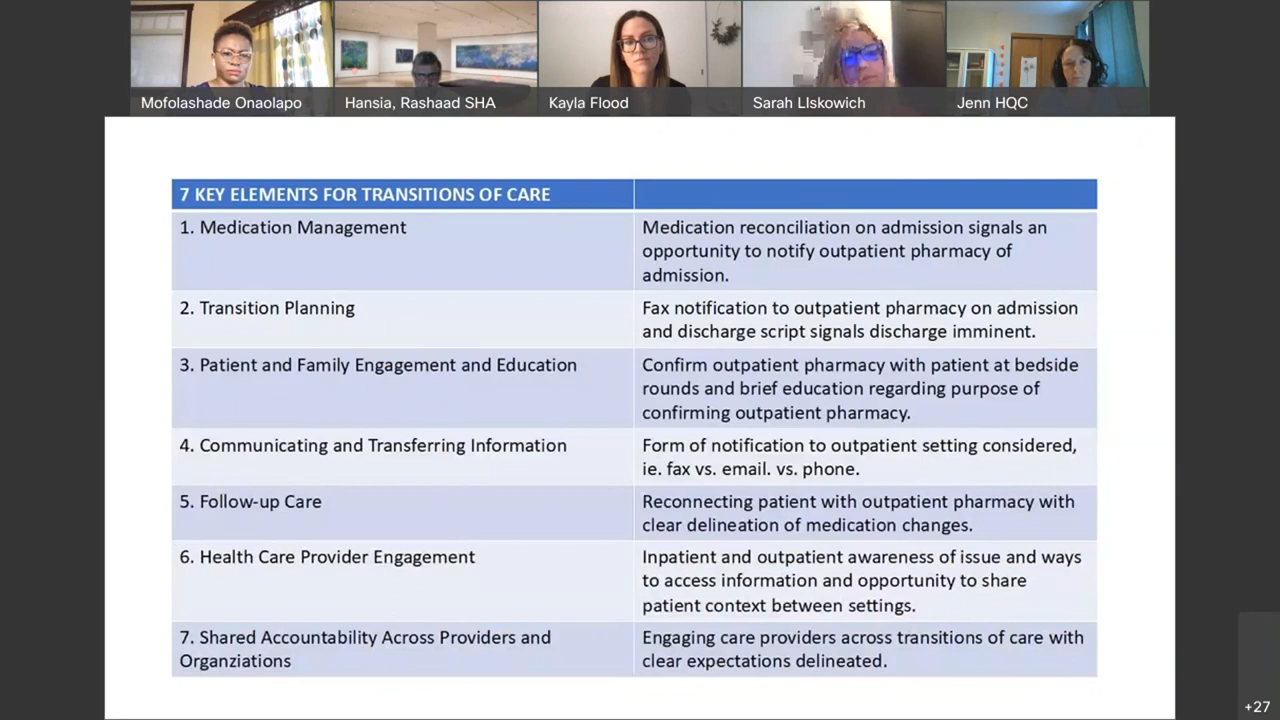 Mofolashade Onaolapo
Hansia, Rashaad SHA
Kayla Flood
Sarah LIskowich
Jenn HQC
7 KEY ELEMENTS FOR TRANSITIONS OF CARE
1. Medication Management
Medication reconciliation on admission signals an
opportunity to notify outpatient pharmacy of
admission.
2. Transition Planning
Fax notification to outpatient pharmacy on admission
and discharge script signals discharge imminent.
3. Patient and Family Engagement and Education
Confirm outpatient pharmacy with patient at bedside
rounds and brief education regarding purpose of
confirming outpatient pharmacy.
4. Communicating and Transferring Information
Form of notification to outpatient setting considered,
ie. fax vs. email. vs. phone.
5. Follow-up Care
Reconnecting patient with outpatient pharmacy with
clear delineation of medication changes.
6. Health Care Provider Engagement
Inpatient and outpatient awareness of issue and ways
to access information and opportunity to share
patient context between settings.
7. Shared Accountability Across Providers and
Organziations
Engaging care providers across transitions of care with
clear expectations delineated.
+27